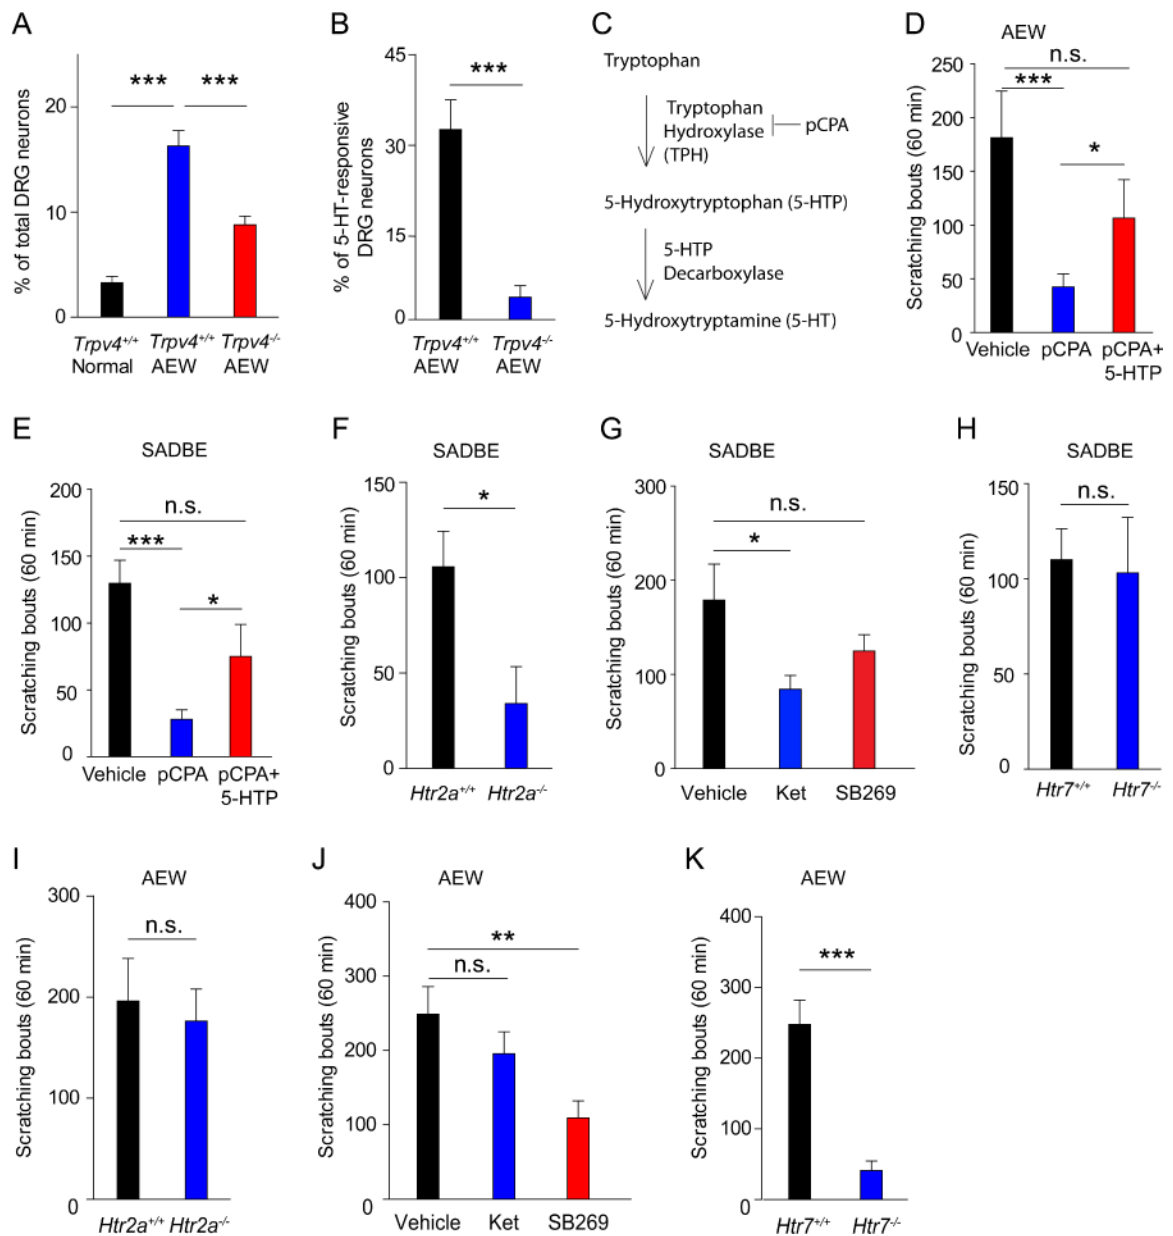 A
% of total DRG neurons
20
10
0
***
***
Trpv4+/+
Normal
Trpv4+/+
AEW
Trpv4-/-
AEW
B
% of 5-HT-responsive
DRG neurons
45
30
15
0
***
Trpv4+/+
AEW
Trpv4-/-
AEW
C
Tryptophan
Tryptophan
Hydroxylase
(TPH)
pCPA
5-Hydroxytryptophan (5-HTP)
5-HTP
Decarboxylase
5-Hydroxytryptamine (5-HT)
D
AEW
Scratching bouts (60 min)
250
200
150
100
50
0
n.s.
***
*
Vehicle
pCPA
pCPA+
5-HTP
E
SADBE
Scratching bouts (60 min)
200
150
100
50
0
n.s.
***
*
Vehicle
pCPA
pCPA+
5-HTP
F
SADBE
Scratching bouts (60 min)
150
100
50
0
*
Htr2a+/+
Htr2a-/-
G
SADBE
Scratching bouts (60 min)
300
200
100
0
n.s.
*
Vehicle
Ket
SB269
H
SADBE
Scratching bouts (60 min)
150
100
50
0
n.s.
Htr7+/+
Htr7-/-
I
AEW
Scratching bouts (60 min)
300
200
100
0
n.s.
Htr2a+/+
Htr2a-/-
J
AEW
Scratching bouts (60 min)
400
300
200
100
0
**
n.s.
Vehicle
Ket
SB269
K
AEW
Scratching bouts (60 min)
400
300
200
100
0
***
Htr7+/+
Htr7-/-